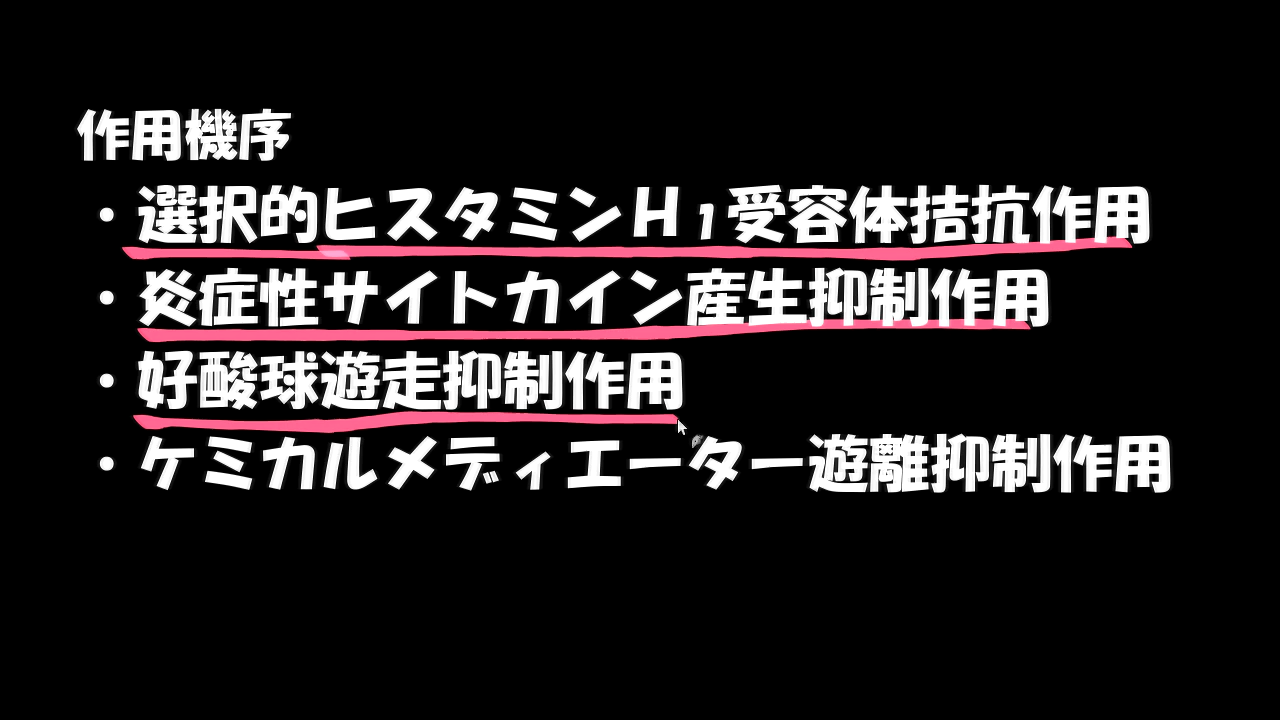 作用機序
・選択的ヒスタミンH₁受容体拮抗作用
・炎症性サイトカイン産生抑制作用
・好酸球遊走抑制作用
・ケミカルメディエーター遊離抑制作用